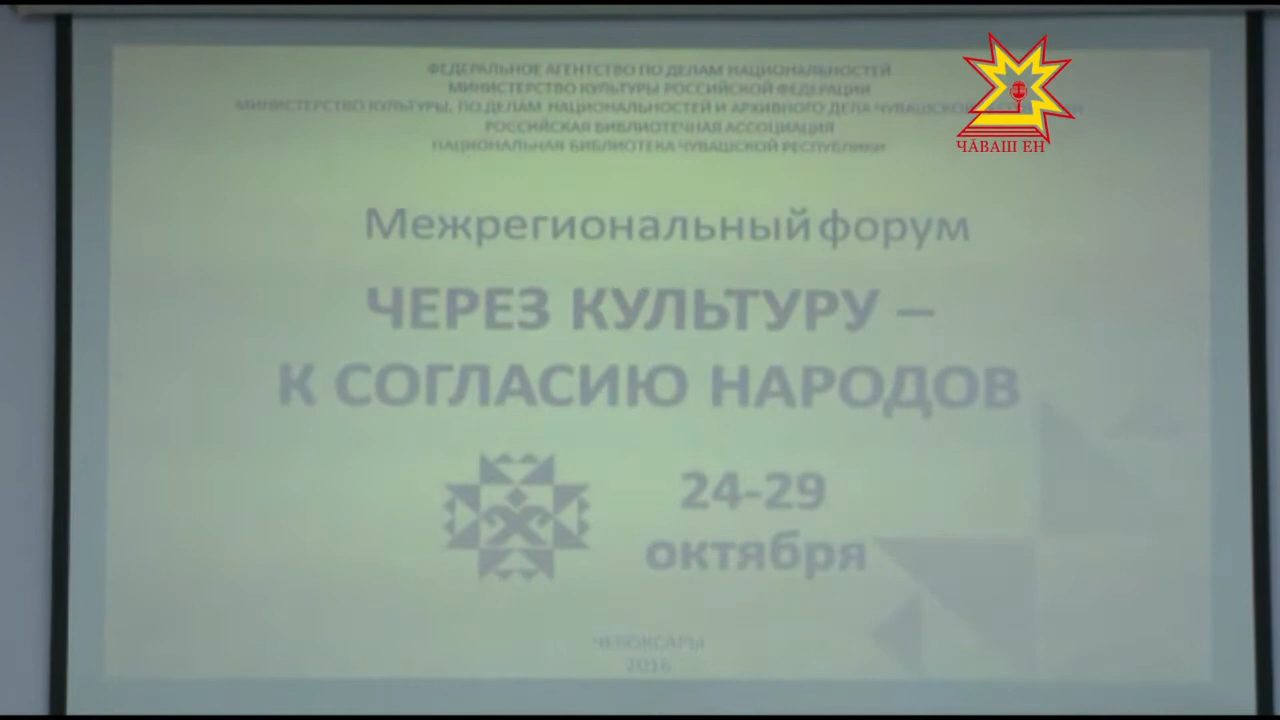 ФЕДЕРАЛЬНОЕ АГЕНТСТВО ПО ДЕЛАМ НАЦИОНАЛЬНОСТЕЙ
МИНИСТЕРСТВО КУЛЬТУРЫ РОССИЙСКОЙ ФЕДЕРАЦИИ
МИНИСТЕРСТВО КУЛЬТУРЫ, ПО ДЕЛАМ НАЦИОНАЛЬНОСТЕЙ И АРХИВНОГО ДЕЛА ЧУВАШСКОЙ
РОССИЙСКАЯ БИБЛИОТЕЧНАЯ АССОЦИАЦИЯ
НАЦИОНАЛЬНАЯ БИБЛИОТЕКА ЧУВАШСКОЙ РЕСПУБЛИКИ
ЧӐВАШ ЕН
Межрегиональный форум
ЧЕРЕЗ КУЛЬТУРУ –
К СОГЛАСИЮ НАРОДОВ
24-29
октября
ЧЕБОКСАРЫ
2016